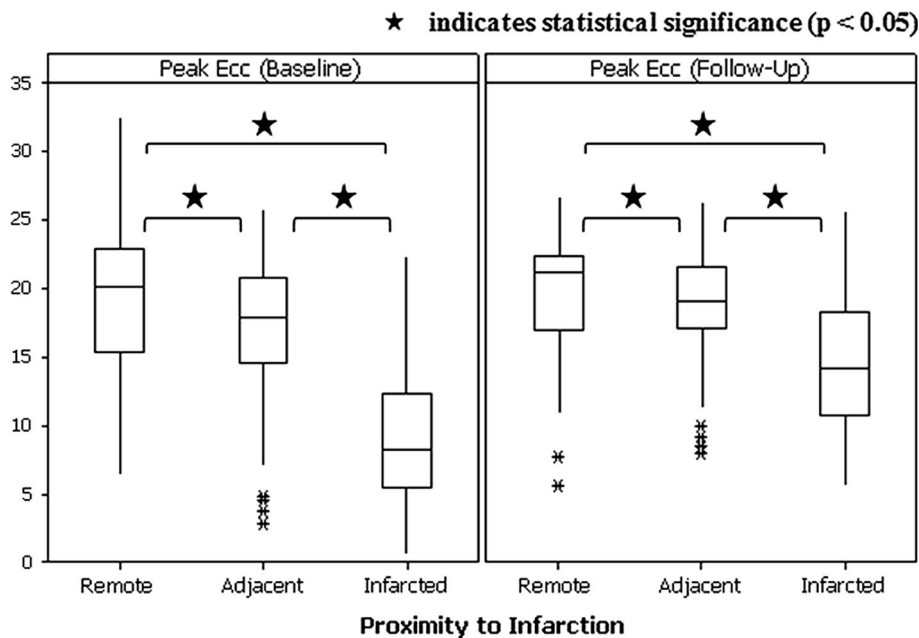 ★ indicates statistical significance (p < 0.05)
Peak Ecc (Baseline) Peak Ecc (Follow-Up)
35
30
25
20
15
10
5
0
Remote Adjacent Infarcted Remote Adjacent Infarcted
Proximity to Infarction